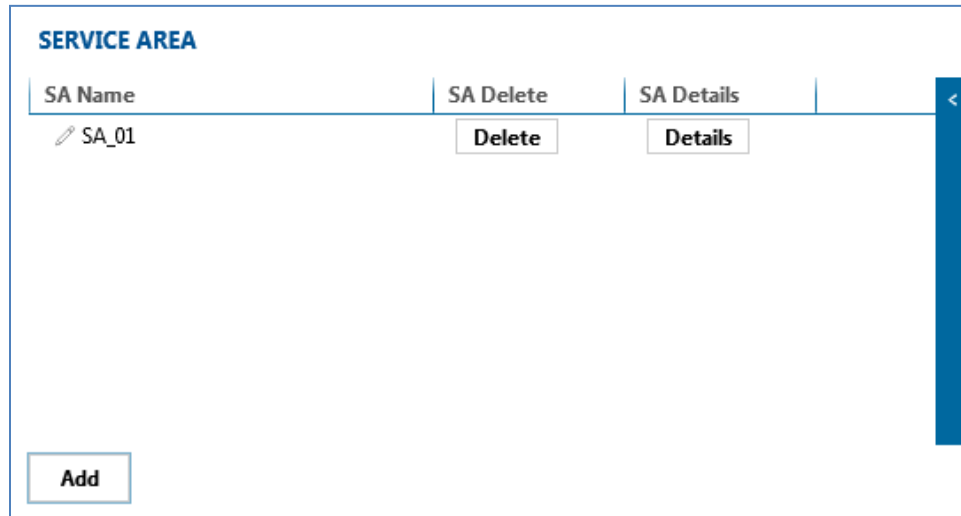 SERVICE AREA
SA Name SA Delete SA Details <
SA_01 Delete Details
Add